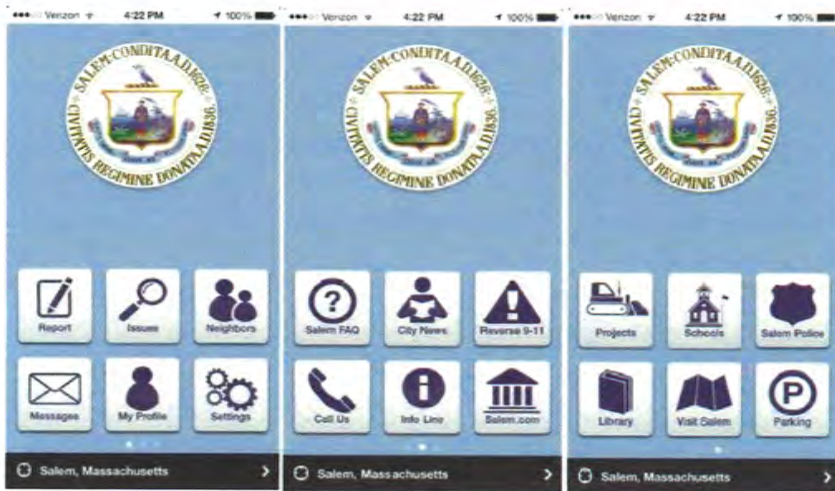 Verizon 4:22 PM 100%
SALEM·CONDITA·A.D.1626·
CIVITATIS REGIMINE DONATA·A.D.1836·
Report Issues Neighbors
Messages My Profile Settings
Salem, Massachusetts
Verizon 4:22 PM 100%
SALEM·CONDITA·A.D.1626·
CIVITATIS REGIMINE DONATA·A.D.1836·
Salem FAQ City News Reverse 9-11
Call Us Info Line Salem.com
Salem, Massachusetts
Verizon 4:22 PM 100%
SALEM·CONDITA·A.D.1626·
CIVITATIS REGIMINE DONATA·A.D.1836·
Projects Schools Salem Police
Library Visit Salem P Parking
Salem, Massachusetts